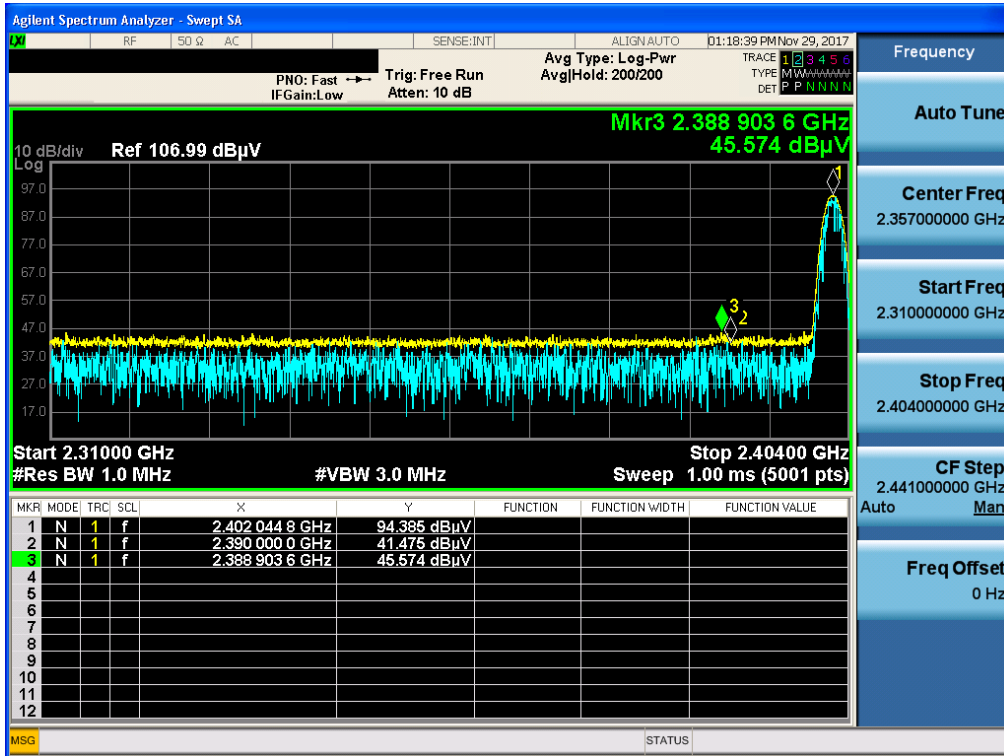 Agilent Spectrum Analyzer - Swept SA
LXI RF 50 Ω AC SENSE:INT ALIGN AUTO 01:18:39 PM Nov 29, 2017
PNO: Fast Trig: Free Run Avg Type: Log-Pwr TRACE 1 2 3 4 5 6
IFGain:Low Atten: 10 dB Avg|Hold: 200/200 TYPE M W
DET P P N N N N
Mkr3 2.388 903 6 GHz
10 dB/div Ref 106.99 dBµV 45.574 dBµV
Log
97.0
87.0
77.0
67.0
57.0
47.0
37.0
27.0
17.0
1
3
2
Start 2.31000 GHz Stop 2.40400 GHz
#Res BW 1.0 MHz #VBW 3.0 MHz Sweep 1.00 ms (5001 pts)
MKR MODE TRC SCL X Y FUNCTION FUNCTION WIDTH FUNCTION VALUE
1 N 1 f 2.402 044 8 GHz 94.385 dBµV
2 N 1 f 2.390 000 0 GHz 41.475 dBµV
3 N 1 f 2.388 903 6 GHz 45.574 dBµV
4
5
6
7
8
9
10
11
12
MSG STATUS
Frequency
Auto Tune
Center Freq
2.357000000 GHz
Start Freq
2.310000000 GHz
Stop Freq
2.404000000 GHz
CF Step
2.441000000 GHz
Auto Man
Freq Offset
0 Hz